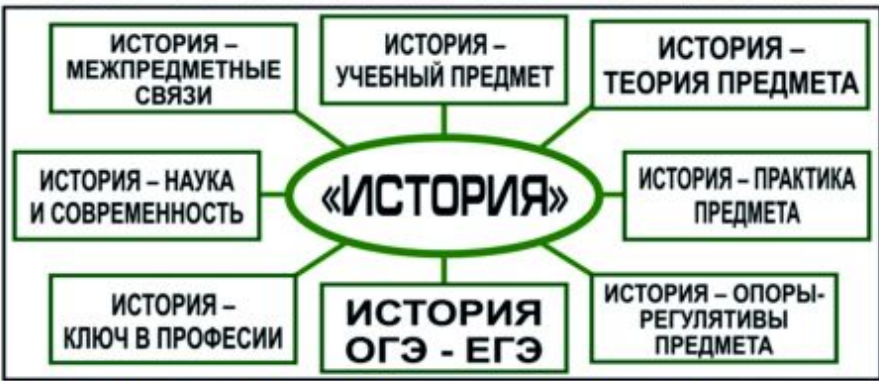 ИСТОРИЯ –
МЕЖПРЕДМЕТНЫЕ
СВЯЗИ
ИСТОРИЯ –
УЧЕБНЫЙ ПРЕДМЕТ
ИСТОРИЯ –
ТЕОРИЯ ПРЕДМЕТА
ИСТОРИЯ – НАУКА
И СОВРЕМЕННОСТЬ
«ИСТОРИЯ»
ИСТОРИЯ – ПРАКТИКА
ПРЕДМЕТА
ИСТОРИЯ –
КЛЮЧ В ПРОФЕСИИ
ИСТОРИЯ
ОГЭ - ЕГЭ
ИСТОРИЯ – ОПОРЫ-
РЕГУЛЯТИВЫ
ПРЕДМЕТА